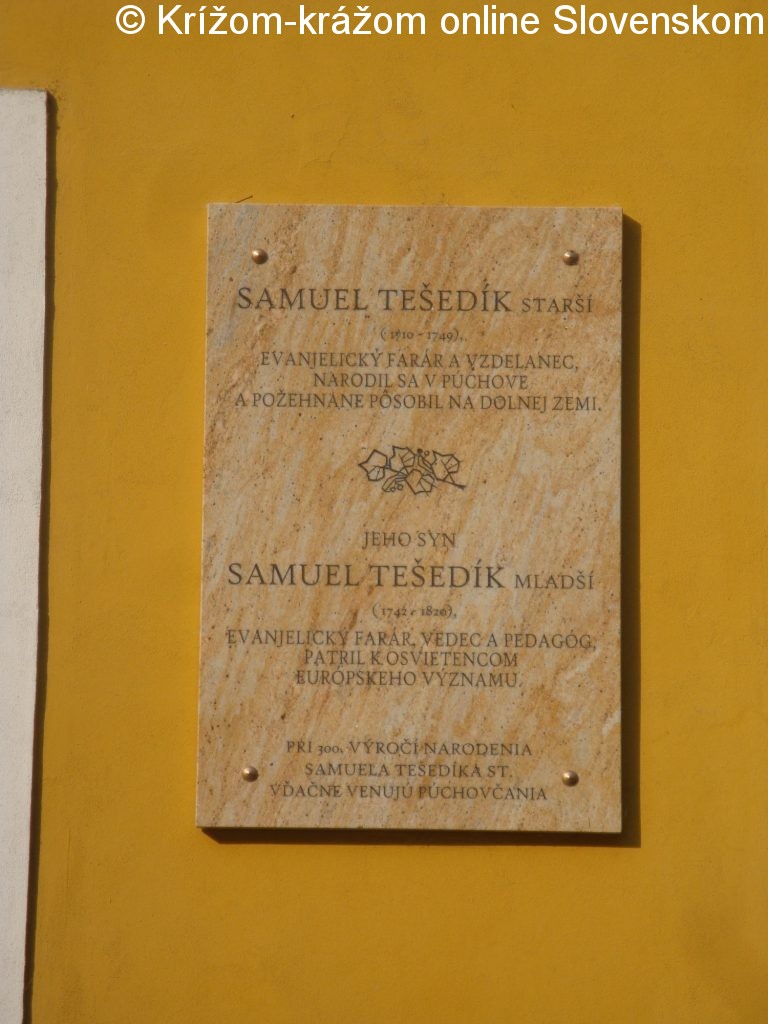 © Krížom-krážom online Slovenskom
SAMUEL TEŠEDÍK STARŠÍ
(1710 - 1749),
EVANJELICKÝ FARÁR A VZDELANEC,
NARODIL SA V PÚCHOVE
A POŽEHNANE PÔSOBIL NA DOLNEJ ZEMI.
JEHO SYN
SAMUEL TEŠEDÍK MLADŠÍ
(1742 - 1820),
EVANJELICKÝ FARÁR, VEDEC A PEDAGÓG,
PATRIL K OSVIETENCOM
EURÓPSKEHO VÝZNAMU.
PRI 300. VÝROČÍ NARODENIA
SAMUELA TEŠEDÍKA ST.
VĎAČNE VENUJÚ PÚCHOVČANIA